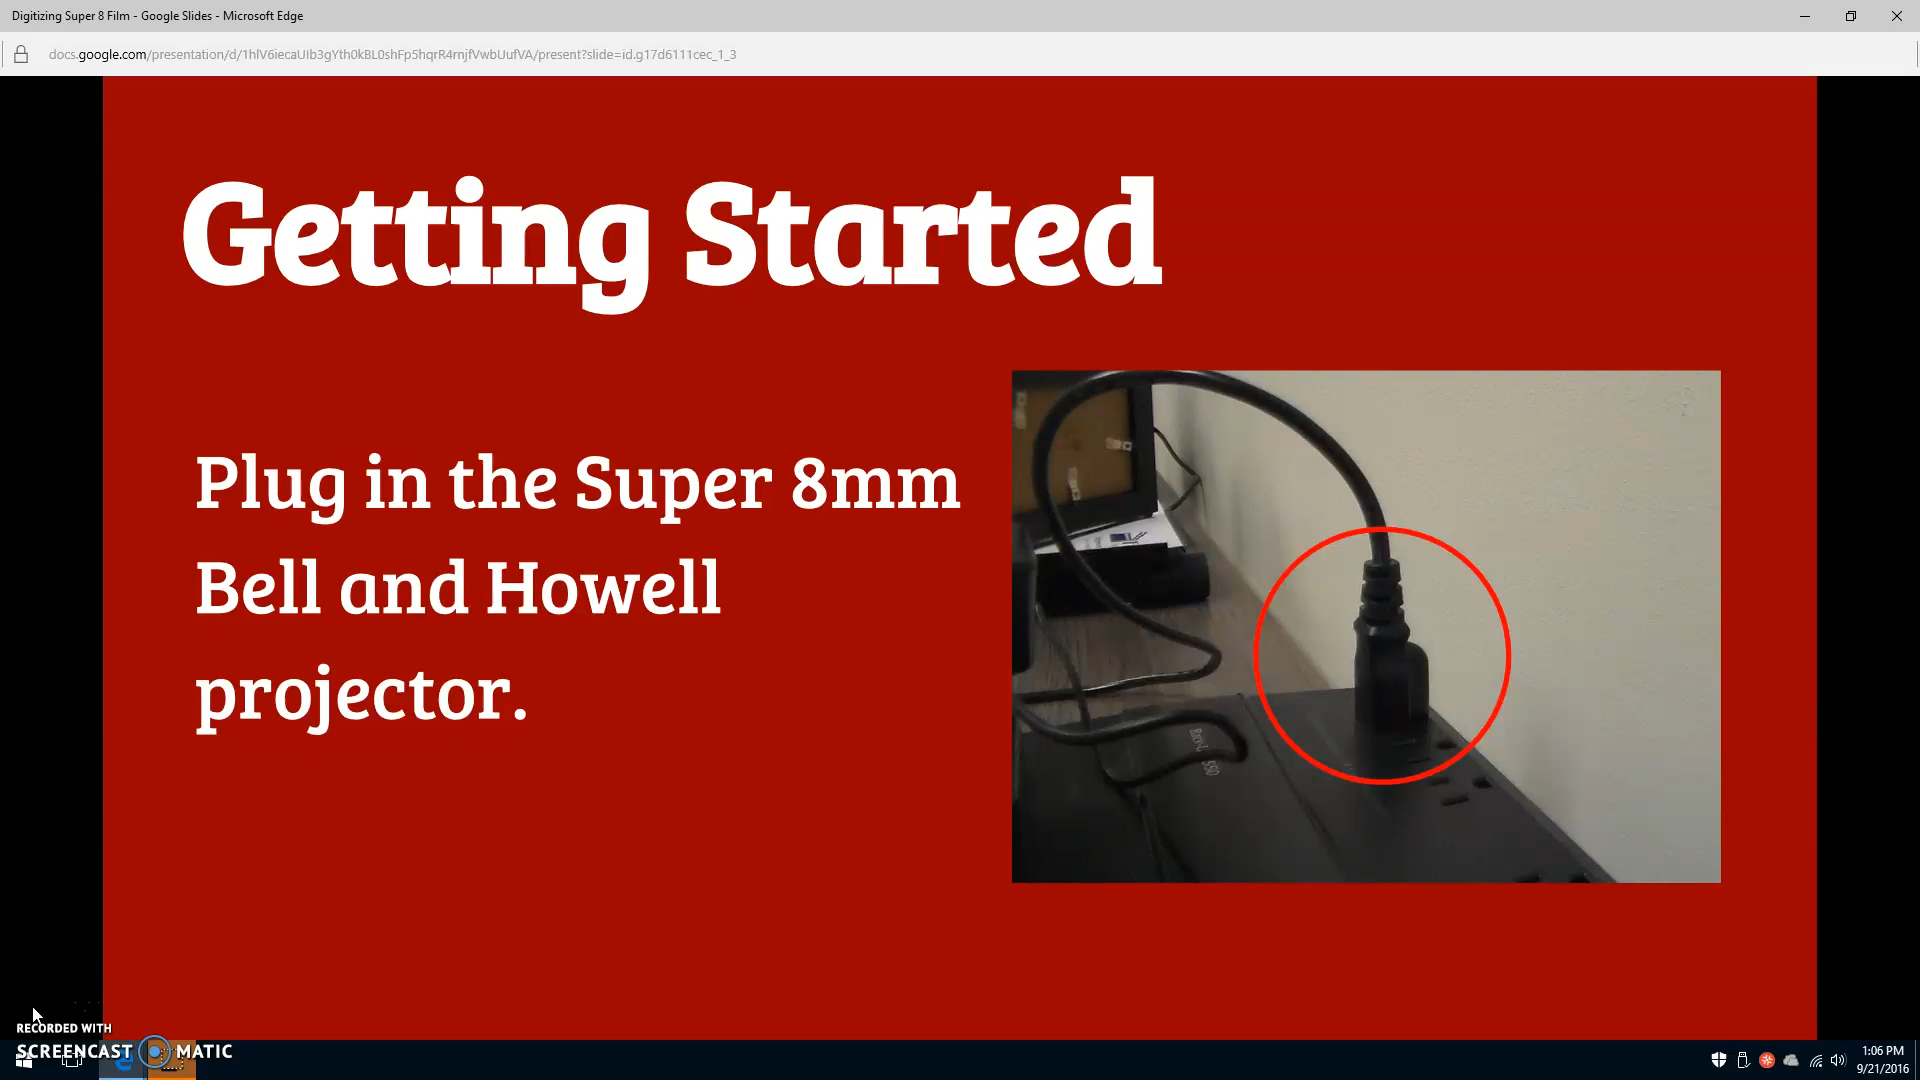 Digitizing Super 8 Film - Google Slides - Microsoft Edge
docs.google.com/presentation/d/1hlV6iecaUIb3gYth0kBL0shFp5hqrR4rnjfVwbUufVA/present?slide=id.g17d6111cec_1_3
Getting Started
Plug in the Super 8mm
Bell and Howell
projector.
550
RECORDED WITH
SCREENCAST MATIC
1:06 PM
9/21/2016